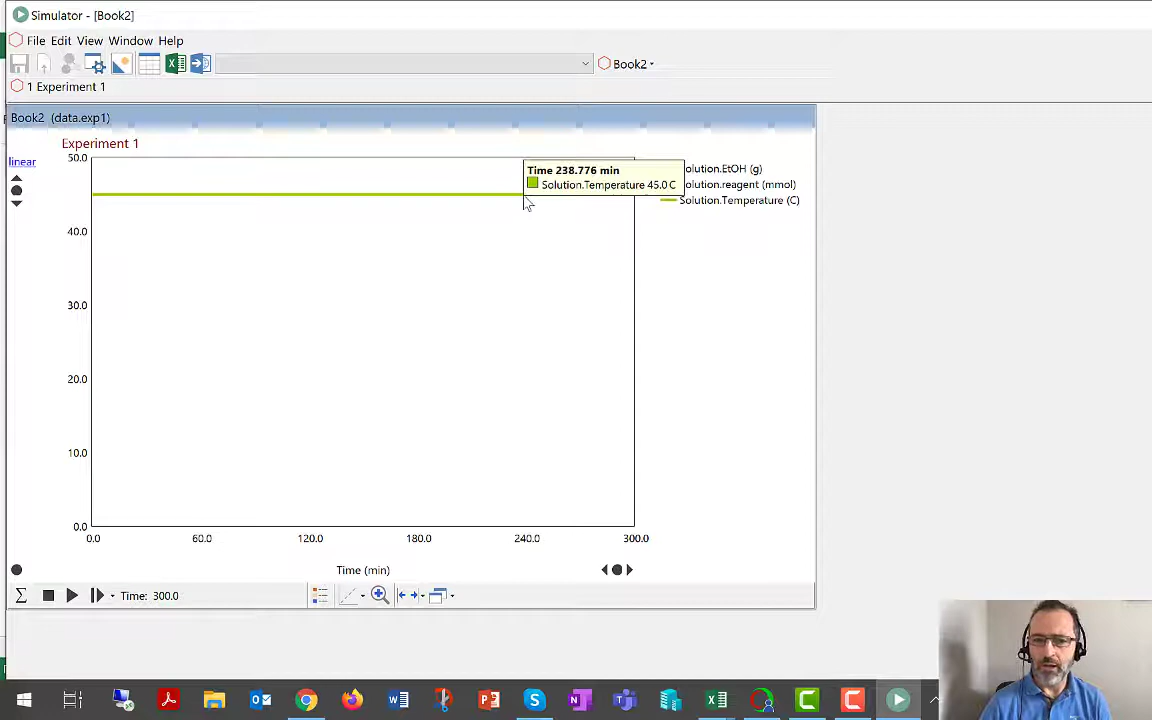 Simulator - [Book2]
File Edit View Window Help
Book2
1 Experiment 1
Book2 (data.exp1)
Experiment 1
linear
50.0
40.0
30.0
20.0
10.0
0.0
Time 238.776 min
Solution.Temperature 45.0 C
olution.EtOH (g)
olution.reagent (mmol)
Solution.Temperature (C)
0.0 60.0 120.0 180.0 240.0 300.0
Time (min)
Time: 300.0